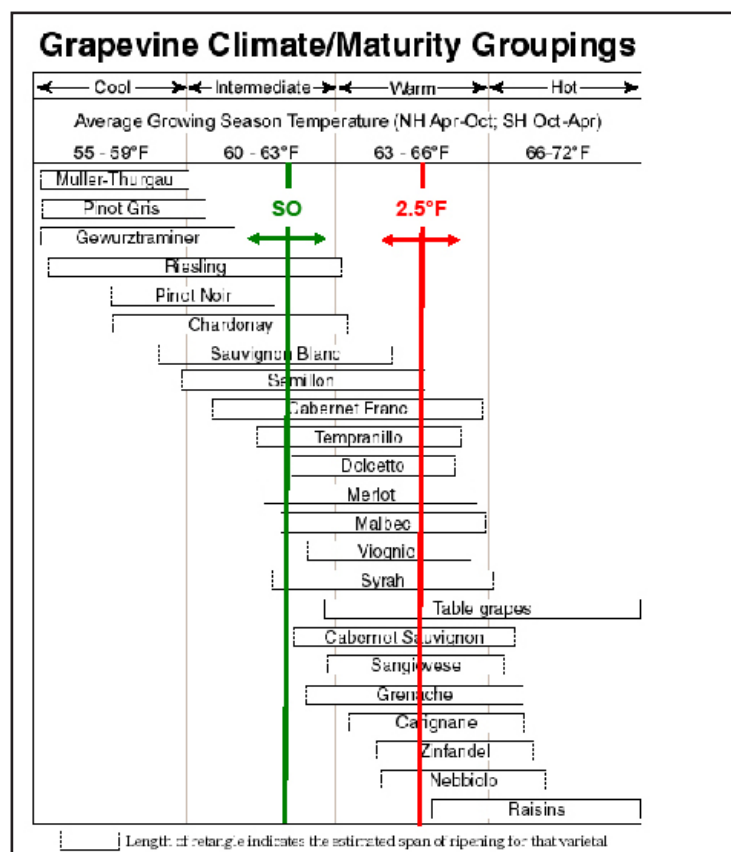 Grapevine Climate/Maturity Groupings
Cool Intermediate Warm Hot
Average Growing Season Temperature (NH Apr-Oct; SH Oct-Apr)
55 - 59°F 60 - 63°F 63 - 66°F 66-72°F
Muller-Thurgau
Pinot Gris
SO 2.5°F
Gewurztraminer
Riesling
Pinot Noir
Chardonay
Sauvignon Blanc
Semillon
Cabernet Franc
Tempranillo
Dolcetto
Merlot
Malbec
Viognie
Syrah
Table grapes
Cabernet Sauvignon
Sangiovese
Grenache
Carignane
Zinfandel
Nebbiolo
Raisins
Length of retangle indicates the estimated span of ripening for that varietal